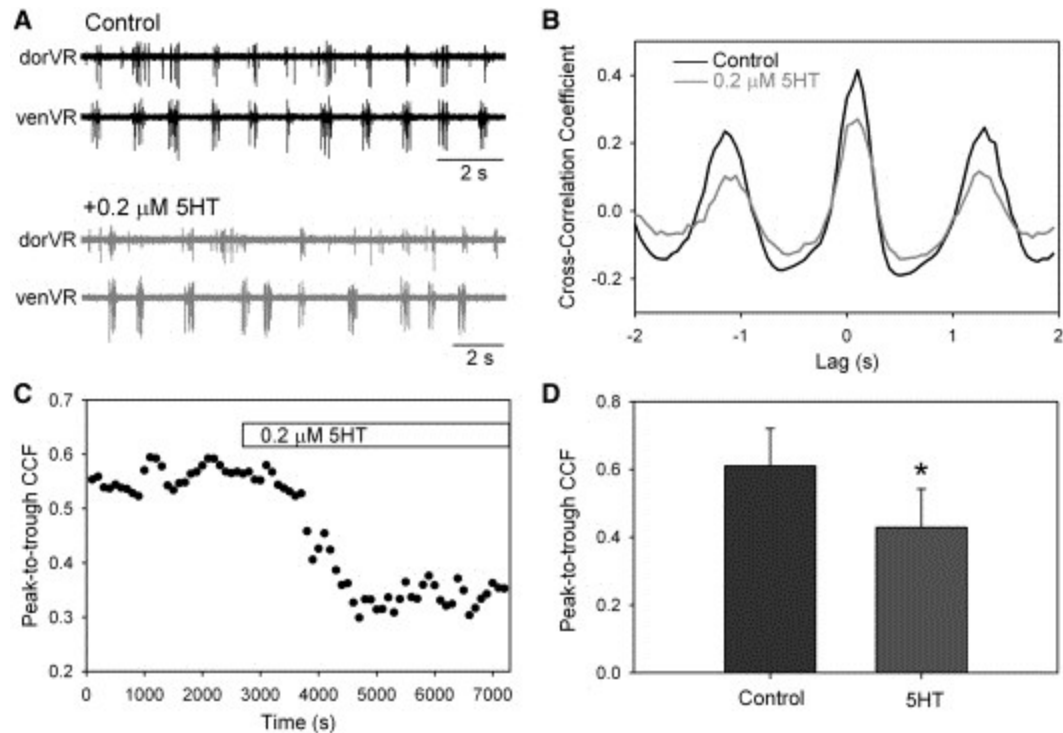 A
Control
dorVR
venVR
2 s
+0.2 μM 5HT
dorVR
venVR
2 s
B
Cross-Correlation Coefficient
0.4
0.2
0.0
-0.2
Control
0.2 μM 5HT
-2 -1 0 1 2
Lag (s)
C
Peak-to-trough CCF
0.7
0.6
0.5
0.4
0.3
0.2
0.2 μM 5HT
0 1000 2000 3000 4000 5000 6000 7000
Time (s)
D
Peak-to-trough CCF
0.8
0.6
0.4
0.2
0.0
*
Control 5HT